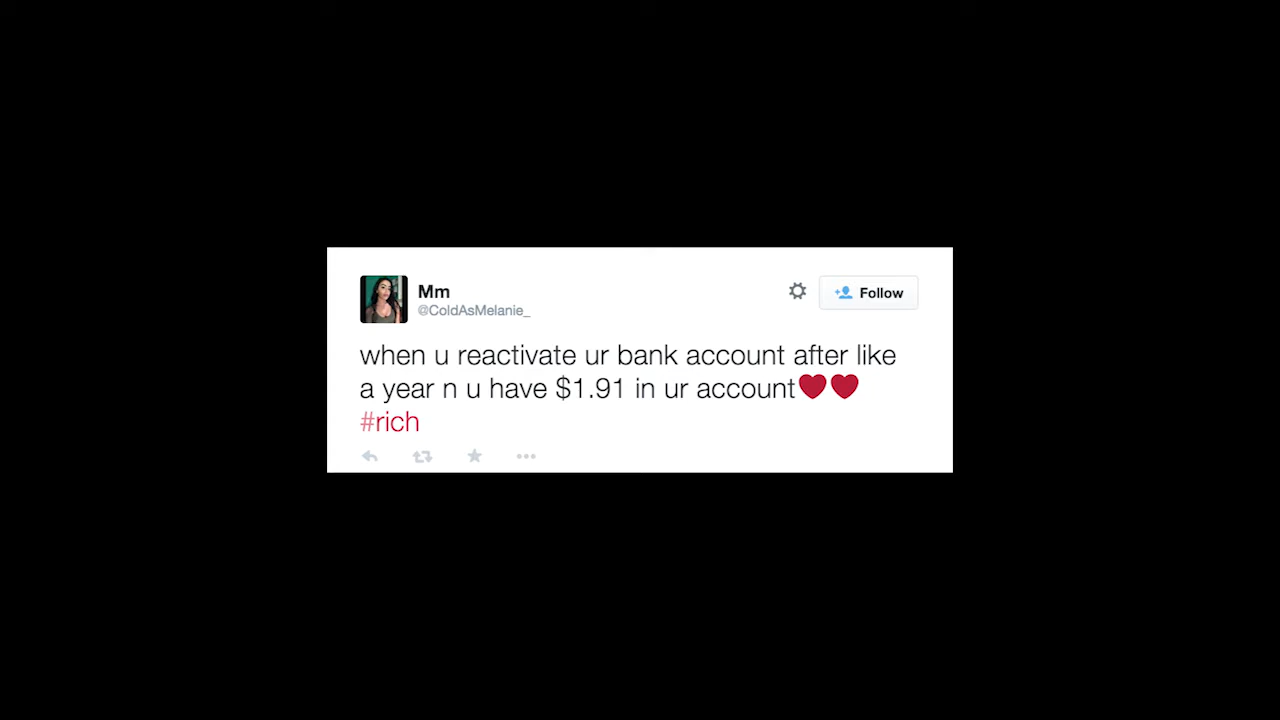 Mm
@ColdAsMelanie_
Follow
when u reactivate ur bank account after like
a year n u have $1.91 in ur account❤❤
#rich